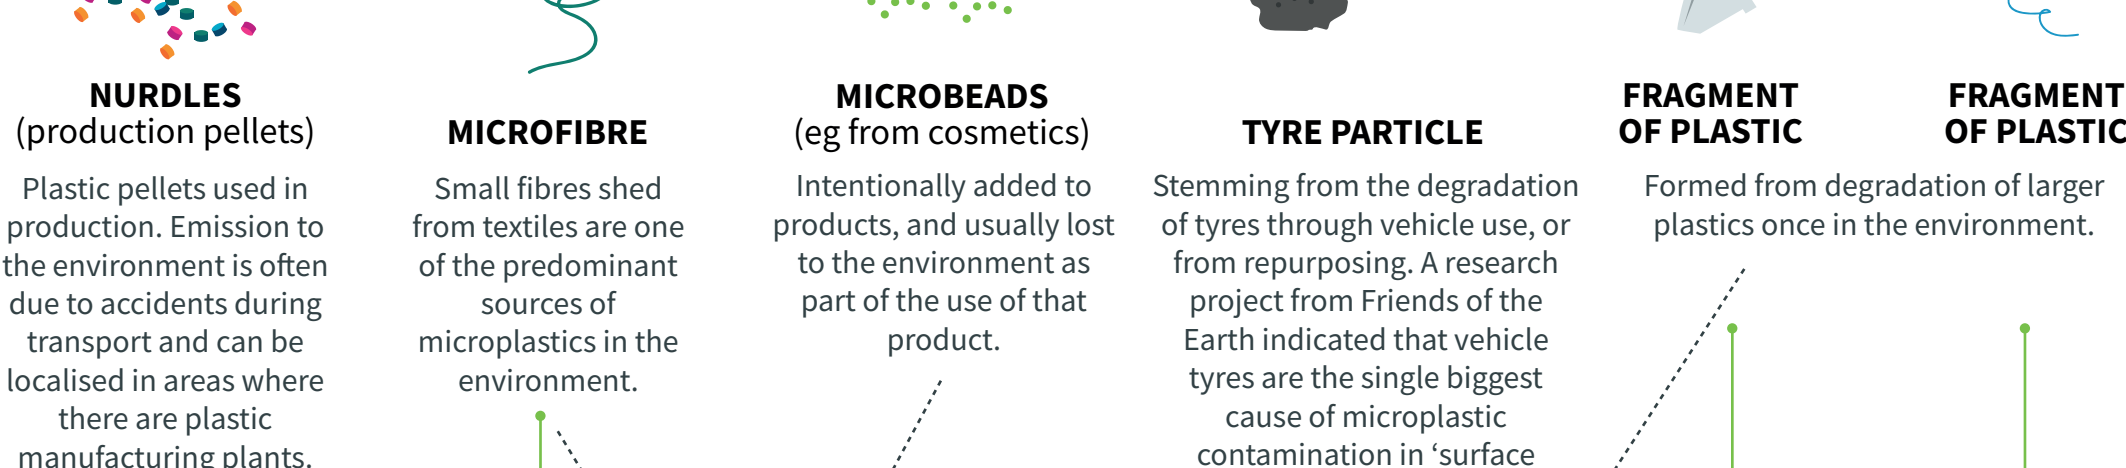 NURDLES
(production pellets)
Plastic pellets used in
production. Emission to
the environment is often
due to accidents during
transport and can be
localised in areas where
there are plastic
manufacturing plants.
MICROFIBRE
Small fibres shed
from textiles are one
of the predominant
sources of
microplastics in the
environment.
MICROBEADS
(eg from cosmetics)
Intentionally added to
products, and usually lost
to the environment as
part of the use of that
product.
TYRE PARTICLE
Stemming from the degradation
of tyres through vehicle use, or
from repurposing. A research
project from Friends of the
Earth indicated that vehicle
tyres are the single biggest
cause of microplastic
contamination in ‘surface
FRAGMENT
OF PLASTIC
FRAGMENT
OF PLASTIC
Formed from degradation of larger
plastics once in the environment.